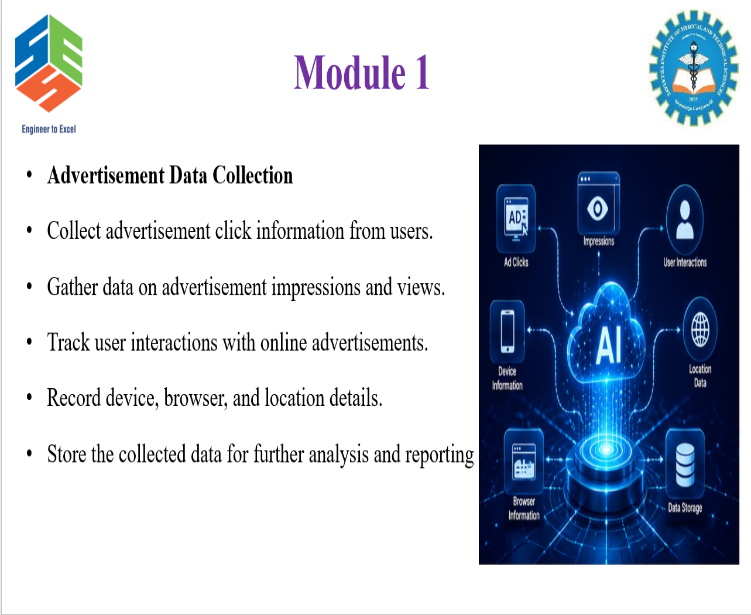 SES
Engineer to Excel
Module 1
2023
• Advertisement Data Collection
• Collect advertisement click information from users.
• Gather data on advertisement impressions and views.
• Track user interactions with online advertisements.
• Record device, browser, and location details.
• Store the collected data for further analysis and reporting
AD
Ad Clicks
Impressions
User Interactions
AI
Device
Information
Location
Data
Browser
Information
Data Storage